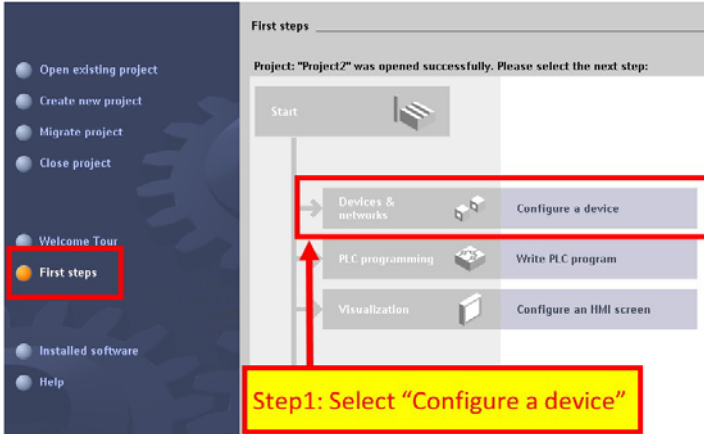 First steps
Project: "Project2" was opened successfully. Please select the next step:
Open existing project
Create new project
Migrate project
Close project
Welcome Tour
First steps
Installed software
Help
Start
Devices &
networks
Configure a device
PLC programming
Write PLC program
Visualization
Configure an HMI screen
Step1: Select “Configure a device”